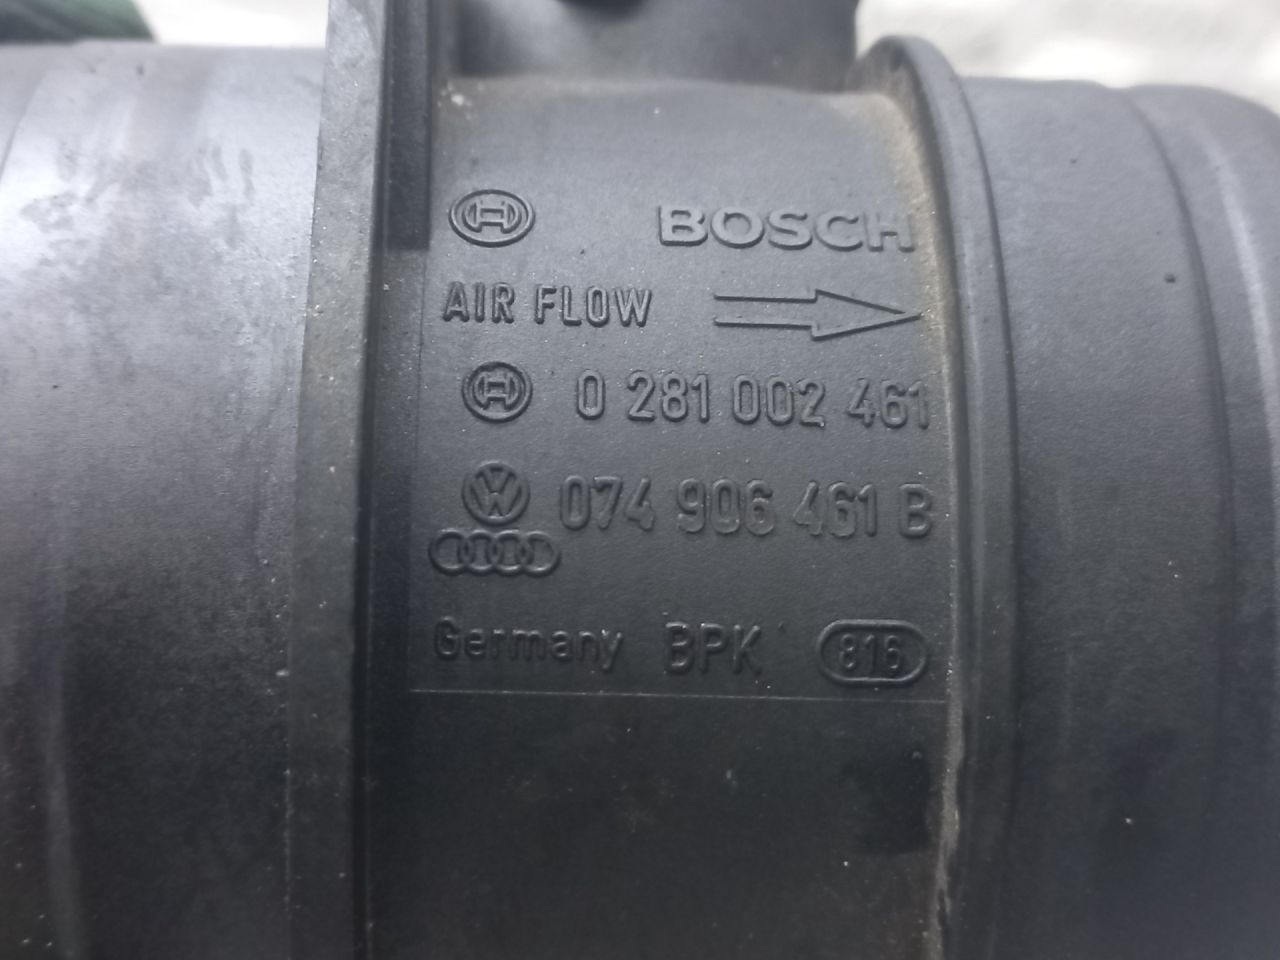 BOSCH
AIR FLOW
0 281 002 461
074 906 461 B
Germany BPK 816